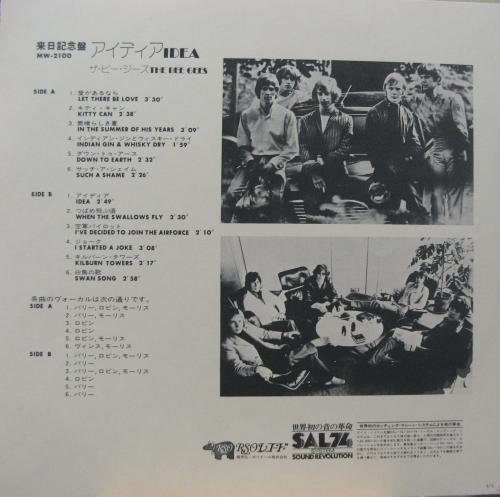 来日記念盤 アイディア IDEA
MW-2100
ザ・ビー・ジーズ THE BEE GEES
SIDE A
1. 愛があるなら
LET THERE BE LOVE 3'30"
2. キティ・キャン
KITTY CAN 2'38"
3. 素晴らしき夏
IN THE SUMMER OF HIS YEARS 3'09"
4. インディアン・ジンとウィスキー・ドライ
INDIAN GIN & WHISKY DRY 1'59"
5. ダウン・トゥ・アース
DOWN TO EARTH 2'32"
6. サッチ・ア・シェイム
SUCH A SHAME 2'26"
SIDE B
1. アイディア
IDEA 2'49"
2. つばめ飛ぶ頃
WHEN THE SWALLOWS FLY 2'30"
3. 空軍パイロット
I'VE DECIDED TO JOIN THE AIRFORCE 2'10"
4. ジョーク
I STARTED A JOKE 3'08"
5. キルバーン・タワーズ
KILBURN TOWERS 2'17"
6. 白鳥の歌
SWAN SONG 2'58"
各曲のヴォーカルは次の通りです。
SIDE A
1. バリー, ロビン, モーリス
2. バリー, モーリス
3. ロビン
4. ロビン
5. ロビン
6. ヴィンス, モーリス
SIDE B
1. バリー, ロビン, モーリス
2. バリー
3. バリー, ロビン, モーリス
4. ロビン
5. バリー
6. バリー
RSO RSOレコード
世界初の音の革命
SAL74
SOUND REVOLUTION